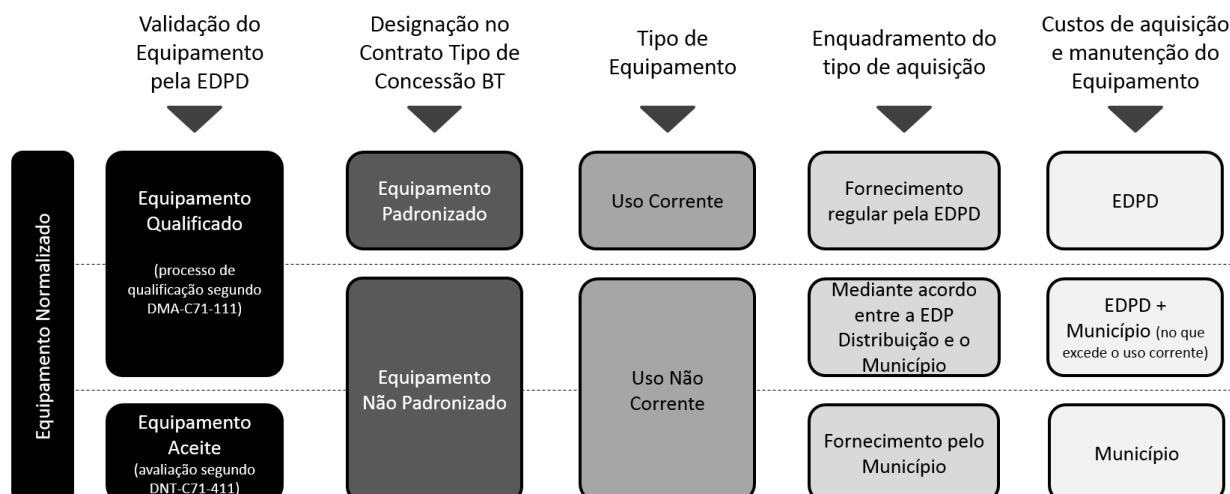 Validação do
Equipamento
pela EDPD
Designação no
Contrato Tipo de
Concessão BT
Tipo de
Equipamento
Enquadramento do
tipo de aquisição
Custos de aquisição
e manutenção do
Equipamento
Equipamento Normalizado
Equipamento
Qualificado
(processo de
qualificação segundo
DMA-C71-111)
Equipamento
Padronizado
Uso Corrente
Fornecimento
regular pela EDPD
EDPD
Equipamento
Não Padronizado
Uso Não
Corrente
Mediante acordo
entre a EDP
Distribuição e o
Município
EDPD +
Município (no que
excede o uso corrente)
Equipamento
Aceite
(avaliação segundo
DNT-C71-411)
Fornecimento pelo
Município
Município